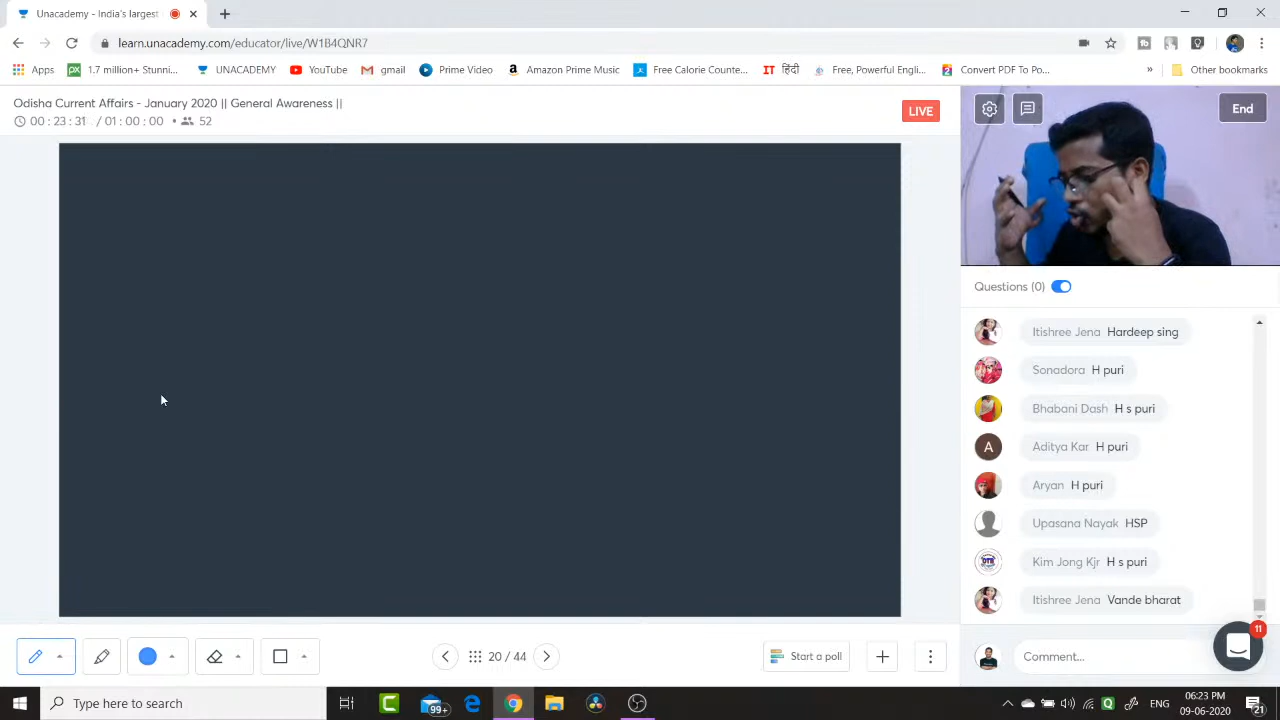 Unacademy - India's largest
learn.unacademy.com/educator/live/W1B4QNR7
Apps 1.7 million+ Stunni... UNACADEMY YouTube gmail Prime Video Amazon Prime Music Free Calorie Counte... IT हिंदी Free, Powerful Engli... Convert PDF To Po... » Other bookmarks
Odisha Current Affairs - January 2020 || General Awareness ||
00 : 23 : 31 / 01 : 00 : 00 • 52
LIVE
End
Questions (0)
Itishree Jena Hardeep sing
Sonadora H puri
Bhabani Dash H s puri
A Aditya Kar H puri
Aryan H puri
Upasana Nayak HSP
Kim Jong Kjr H s puri
Itishree Jena Vande bharat
11
20 / 44
Start a poll
Comment...
Type here to search
99+
ENG
06:23 PM
09-06-2020
21